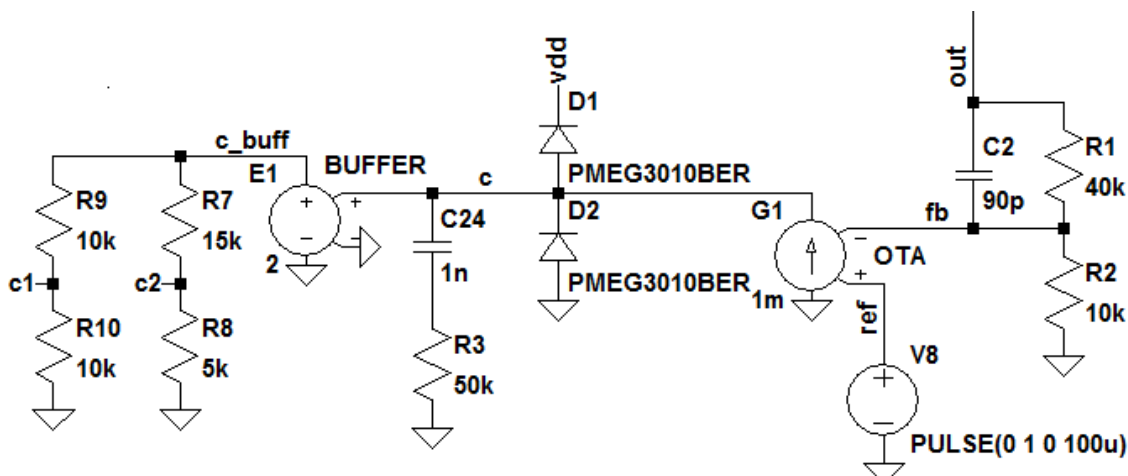 out
vdd
D1
c_buff
BUFFER
E1
R9
10k
R7
15k
2
c
PMEG3010BER
D2
C24
1n
G1
C2
90p
R1
40k
fb
OTA
c1
c2
R10
10k
R8
5k
PMEG3010BER
1m
R2
10k
R3
50k
ref
V8
PULSE(0 1 0 100u)